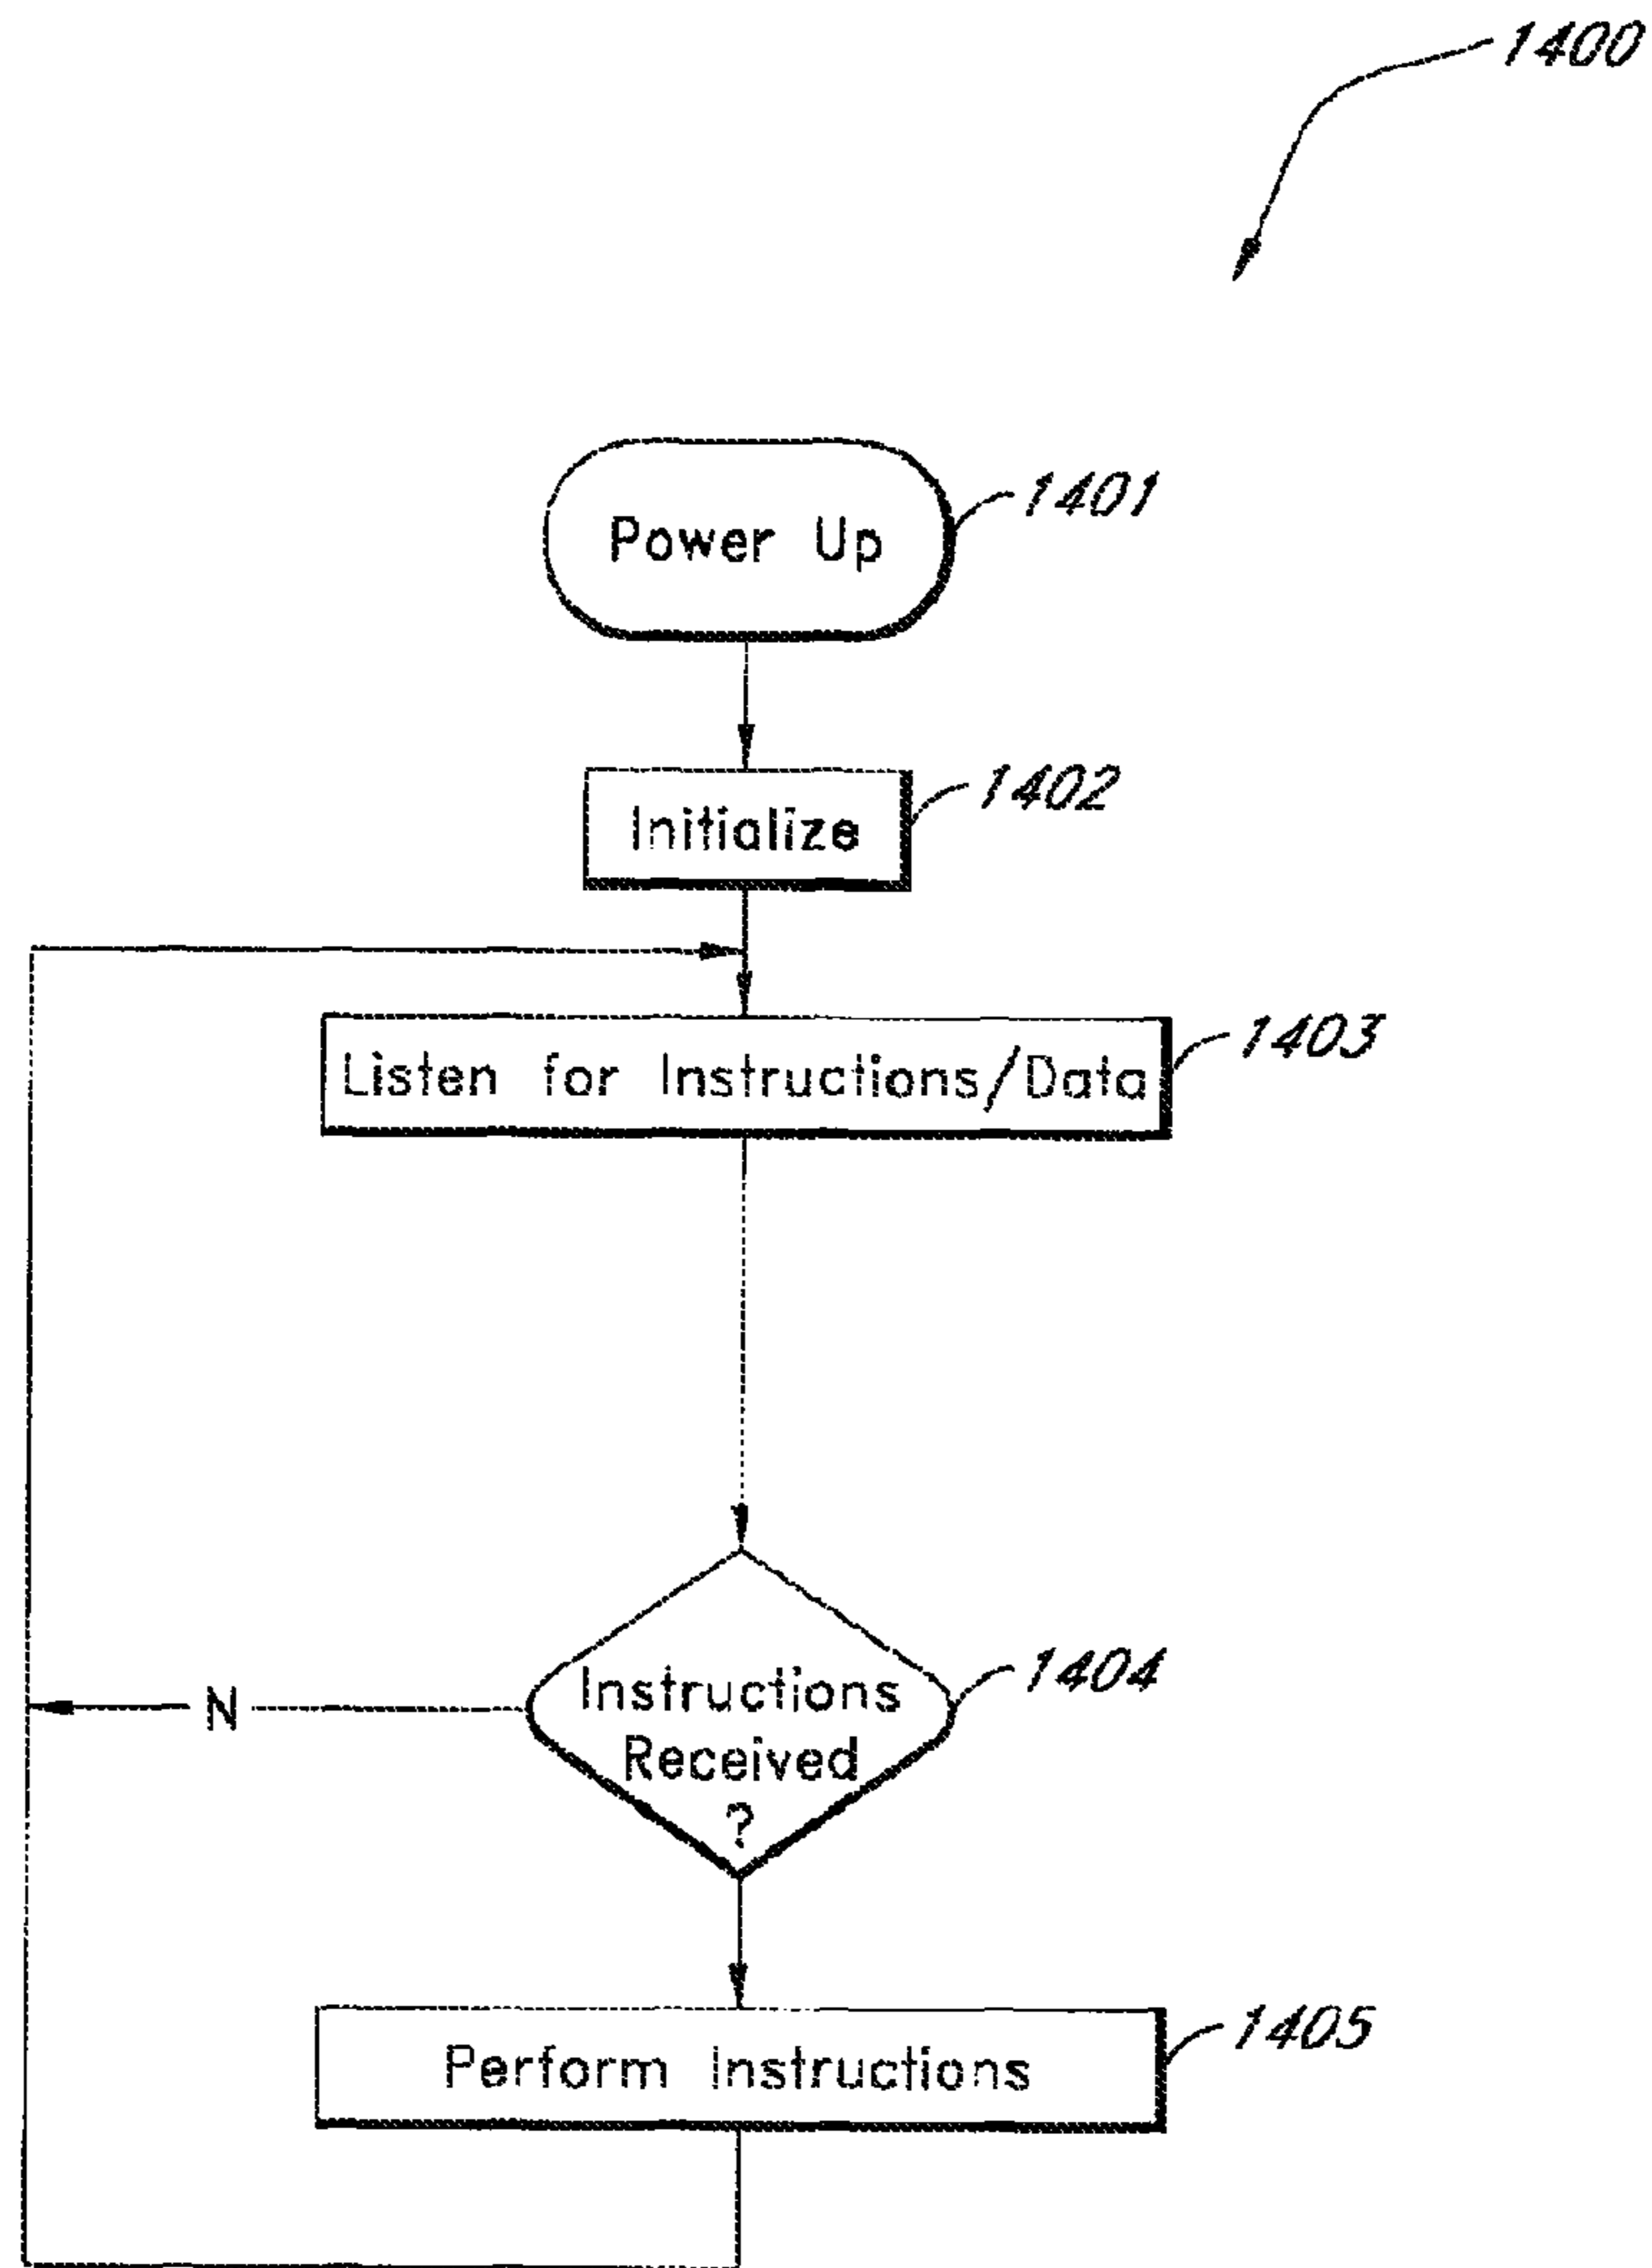 1400
Power Up
1401
Initialize
1402
Listen for Instructions/Data
1403
Instructions
Received
?
1404
N
Perform Instructions
1405